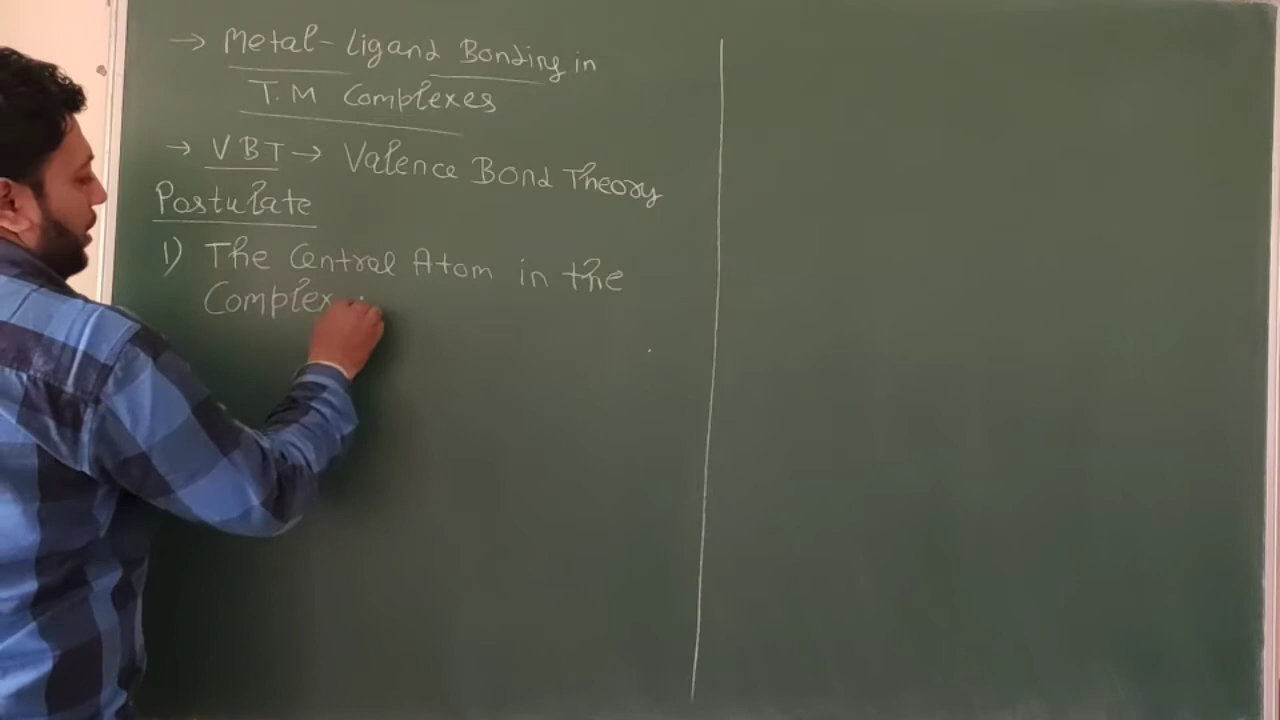 → Metal-Ligand Bonding in
T.M Complexes
→ VBT → Valence Bond Theory
Postulate
1) The Central Atom in the
Complex